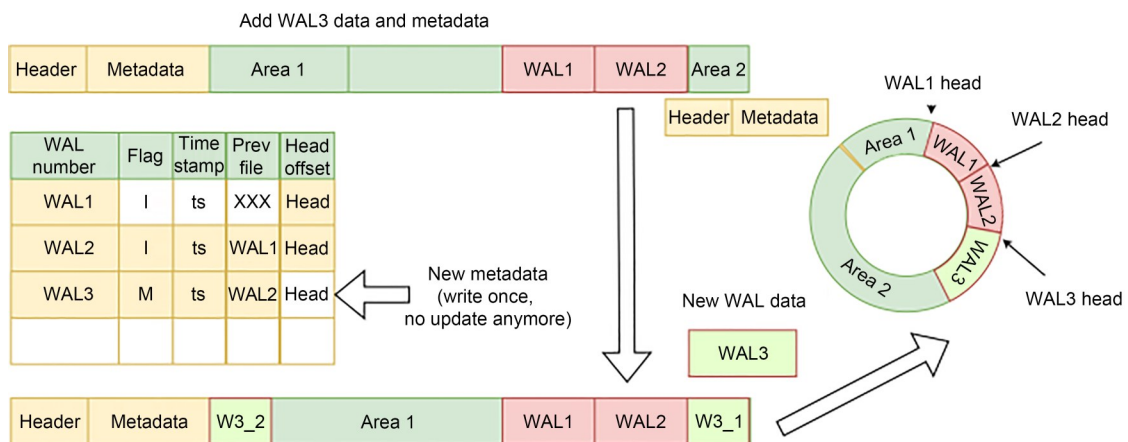 Add WAL3 data and metadata
Header Metadata Area 1 WAL1 WAL2 Area 2
Header Metadata
WAL number Flag Time stamp Prev file Head offset
WAL1 I ts XXX Head
WAL2 I ts WAL1 Head
WAL3 M ts WAL2 Head
New metadata
(write once,
no update anymore)
New WAL data
WAL3
WAL1 head
WAL2 head
WAL3 head
Area 1
WAL1
WAL2
WAL3
Area 2
Header Metadata W3_2 Area 1 WAL1 WAL2 W3_1